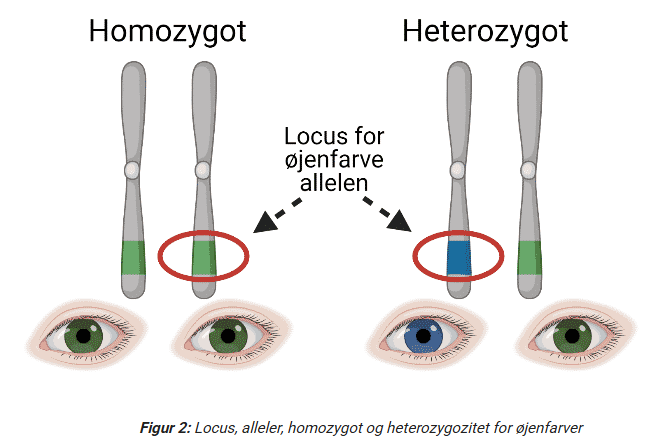 Homozygot
Heterozygot
Locus for
øjenfarve
allelen
Figur 2: Locus, alleler, homozygot og heterozygozitet for øjenfarver